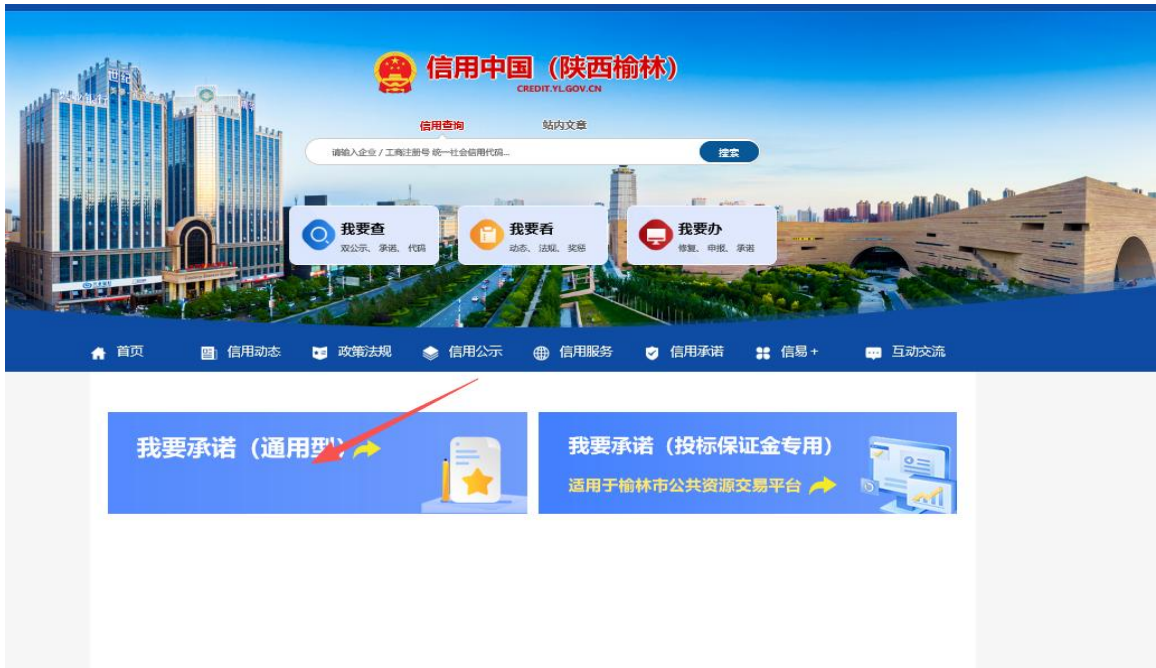 信用中国（陕西榆林）
CREDIT.YL.GOV.CN
信用查询
站内文章
请输入企业 / 工商注册号 统一社会信用代码...
搜索
我要查
双公示、承诺、代码
我要看
动态、法规、奖惩
我要办
修复、申报、承诺
首页
信用动态
政策法规
信用公示
信用服务
信用承诺
信易+
互动交流
我要承诺（通用型）
我要承诺（投标保证金专用）
适用于榆林市公共资源交易平台